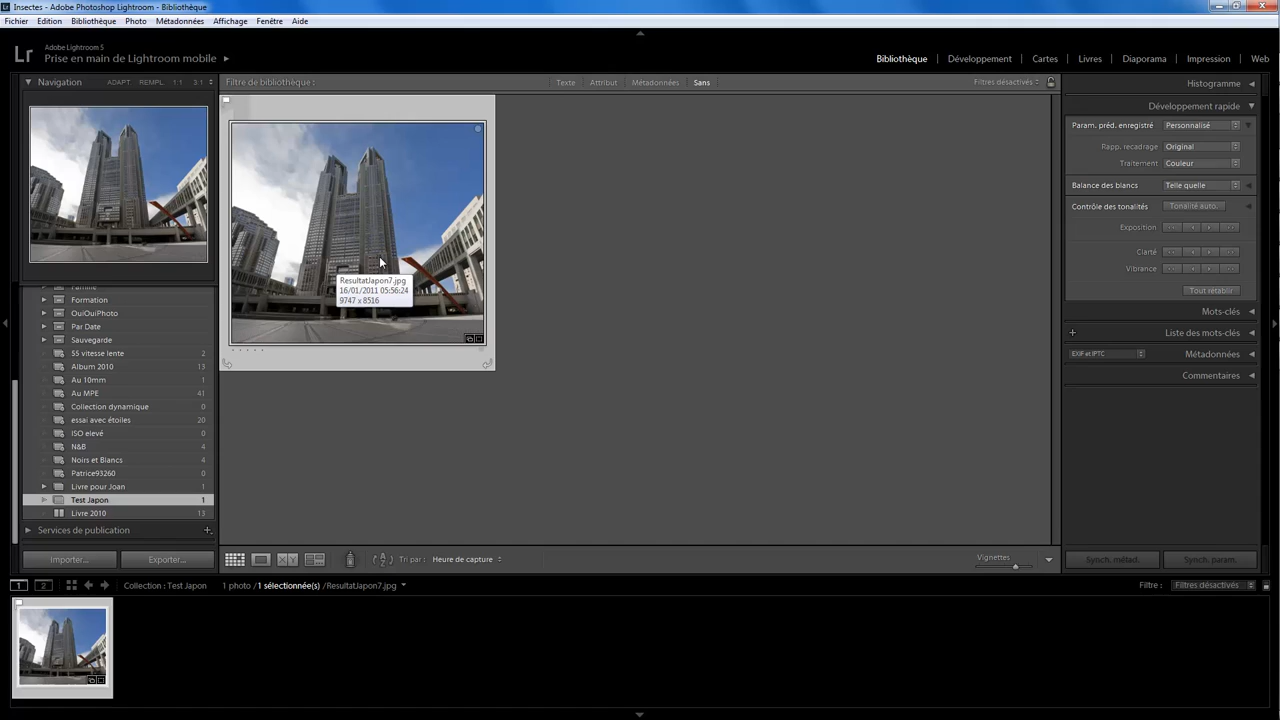 Insectes - Adobe Photoshop Lightroom - Bibliothèque
Fichier Edition Bibliothèque Photo Métadonnées Affichage Fenêtre Aide
Lr
Adobe Lightroom 5
Prise en main de Lightroom mobile
Bibliothèque Développement Cartes Livres Diaporama Impression Web
Navigation ADAPT. REMPL. 1:1 3:1
Filtre de bibliothèque : Texte Attribut Métadonnées Sans Filtres désactivés
Histogramme
Développement rapide
Param. préd. enregistré Personnalisé
Rapp. recadrage Original
Traitement Couleur
Balance des blancs Telle quelle
Contrôle des tonalités Tonalité auto.
Exposition
Clarté
Vibrance
Tout rétablir
Mots-clés
Liste des mots-clés
EXIF et IPTC Métadonnées
Commentaires
ResultatJapon7.jpg
16/01/2011 05:56:24
9747 x 8516
Famille
Formation
OuiOuiPhoto
Par Date
Sauvegarde
55 vitesse lente 2
Album 2010 13
Au 10mm 1
Au MPE 41
Collection dynamique 0
essai avec étoiles 20
ISO elevé 0
N&B 4
Noirs et Blancs 4
Patrice93260 0
Livre pour Joan 1
Test Japon 1
Livre 2010 13
Services de publication
Importer... Exporter...
Tri par : Heure de capture
Vignettes
Synch. métad. Synch. param.
1 2 Collection : Test Japon 1 photo /1 sélectionnée(s) /ResultatJapon7.jpg
Filtre : Filtres désactivés